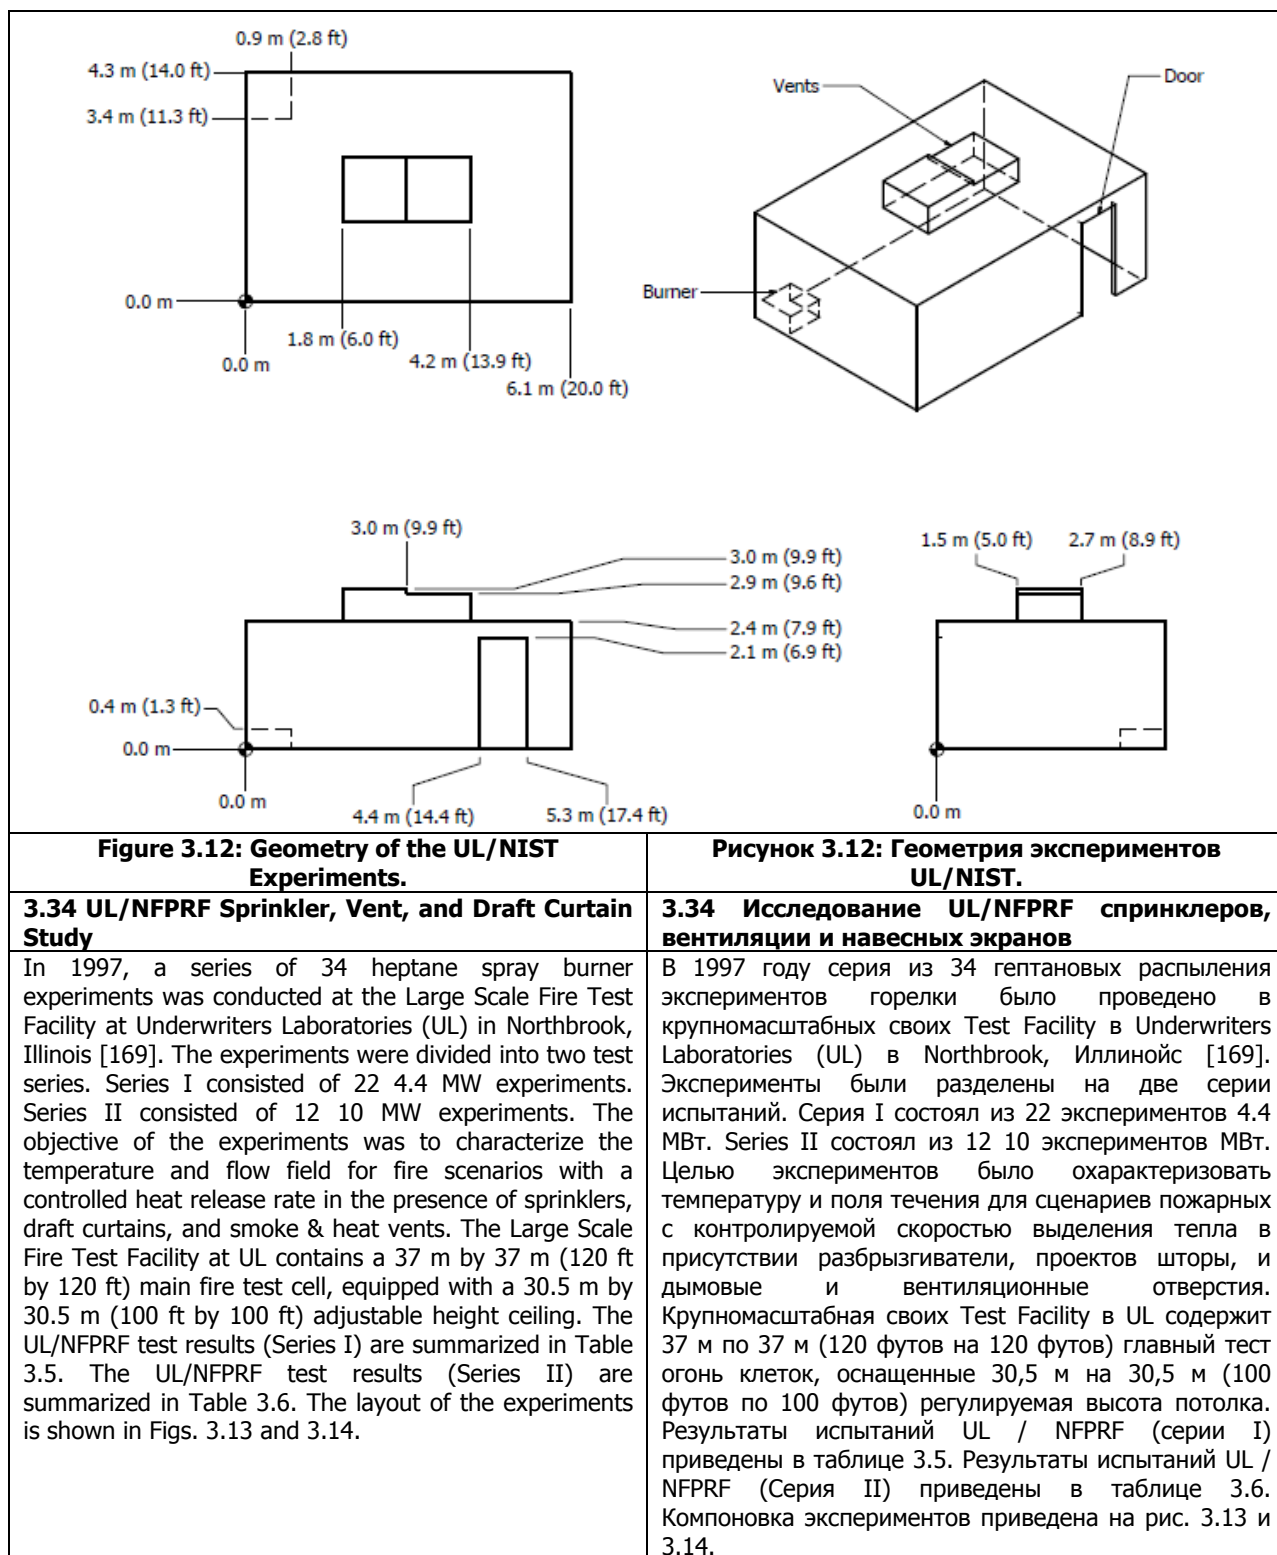 0.9 m (2.8 ft)
4.3 m (14.0 ft)
3.4 m (11.3 ft)
0.0 m
1.8 m (6.0 ft)
0.0 m
4.2 m (13.9 ft)
6.1 m (20.0 ft)
Vents
Door
Burner
3.0 m (9.9 ft)
3.0 m (9.9 ft)
2.9 m (9.6 ft)
2.4 m (7.9 ft)
2.1 m (6.9 ft)
0.4 m (1.3 ft)
0.0 m
0.0 m
4.4 m (14.4 ft)
5.3 m (17.4 ft)
1.5 m (5.0 ft)
2.7 m (8.9 ft)
0.0 m
Figure 3.12: Geometry of the UL/NIST
Experiments.
Рисунок 3.12: Геометрия экспериментов
UL/NIST.
3.34 UL/NFPRF Sprinkler, Vent, and Draft Curtain
Study
3.34 Исследование UL/NFPRF спринклеров,
вентиляции и навесных экранов
In 1997, a series of 34 heptane spray burner
experiments was conducted at the Large Scale Fire Test
Facility at Underwriters Laboratories (UL) in Northbrook,
Illinois [169]. The experiments were divided into two test
series. Series I consisted of 22 4.4 MW experiments.
Series II consisted of 12 10 MW experiments. The
objective of the experiments was to characterize the
temperature and flow field for fire scenarios with a
controlled heat release rate in the presence of sprinklers,
draft curtains, and smoke & heat vents. The Large Scale
Fire Test Facility at UL contains a 37 m by 37 m (120 ft
by 120 ft) main fire test cell, equipped with a 30.5 m by
30.5 m (100 ft by 100 ft) adjustable height ceiling. The
UL/NFPRF test results (Series I) are summarized in Table
3.5. The UL/NFPRF test results (Series II) are
summarized in Table 3.6. The layout of the experiments
is shown in Figs. 3.13 and 3.14.
В 1997 году серия из 34 гептановых распыления
экспериментов горелки было проведено в
крупномасштабных своих Test Facility в Underwriters
Laboratories (UL) в Northbrook, Иллинойс [169].
Эксперименты были разделены на две серии
испытаний. Серия I состоял из 22 экспериментов 4.4
МВт. Series II состоял из 12 10 экспериментов МВт.
Целью экспериментов было охарактеризовать
температуру и поля течения для сценариев пожарных
с контролируемой скоростью выделения тепла в
присутствии разбрызгиватели, проектов шторы, и
дымовые и вентиляционные отверстия.
Крупномасштабная своих Test Facility в UL содержит
37 м по 37 м (120 футов на 120 футов) главный тест
огонь клеток, оснащенные 30,5 м на 30,5 м (100
футов по 100 футов) регулируемая высота потолка.
Результаты испытаний UL / NFPRF (серии I)
приведены в таблице 3.5. Результаты испытаний UL /
NFPRF (Серия II) приведены в таблице 3.6.
Компоновка экспериментов приведена на рис. 3.13 и
3.14.